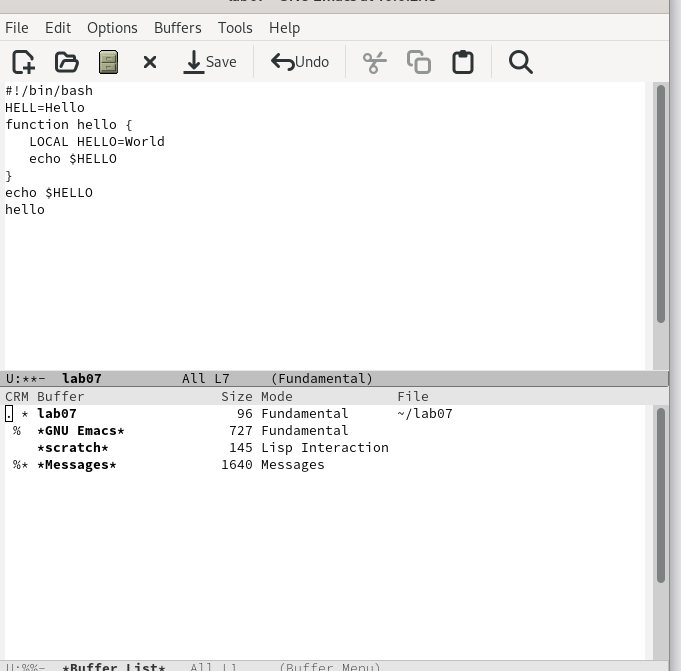 File Edit Options Buffers Tools Help
Save Undo
#!/bin/bash
HELL=Hello
function hello {
   LOCAL HELLO=World
   echo $HELLO
}
echo $HELLO
hello
U:**-  lab07          All L7     (Fundamental)
CRM Buffer                 Size Mode             File
. * lab07                    96 Fundamental      ~/lab07
 %  *GNU Emacs*             727 Fundamental
    *scratch*               145 Lisp Interaction
 %* *Messages*             1640 Messages
U:%%-  *Buffer List*   All L1     (Buffer Menu)